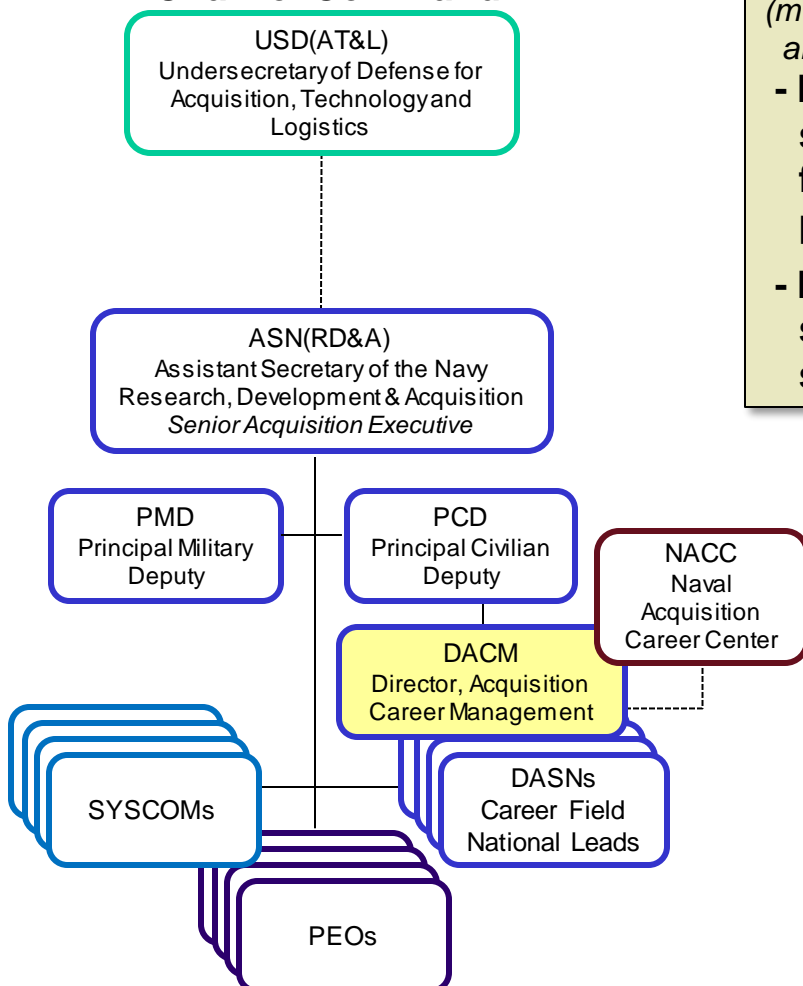 USD(AT&L)
Undersecretary of Defense for
Acquisition, Technology and
Logistics
(m
a
-
s
f
-
s
s
ASN(RD&A)
Assistant Secretary of the Navy
Research, Development & Acquisition
Senior Acquisition Executive
PMD
Principal Military
Deputy
PCD
Principal Civilian
Deputy
NACC
Naval
Acquisition
Career Center
DACM
Director, Acquisition
Career Management
SYSCOMs
DASNs
Career Field
National Leads
PEOs